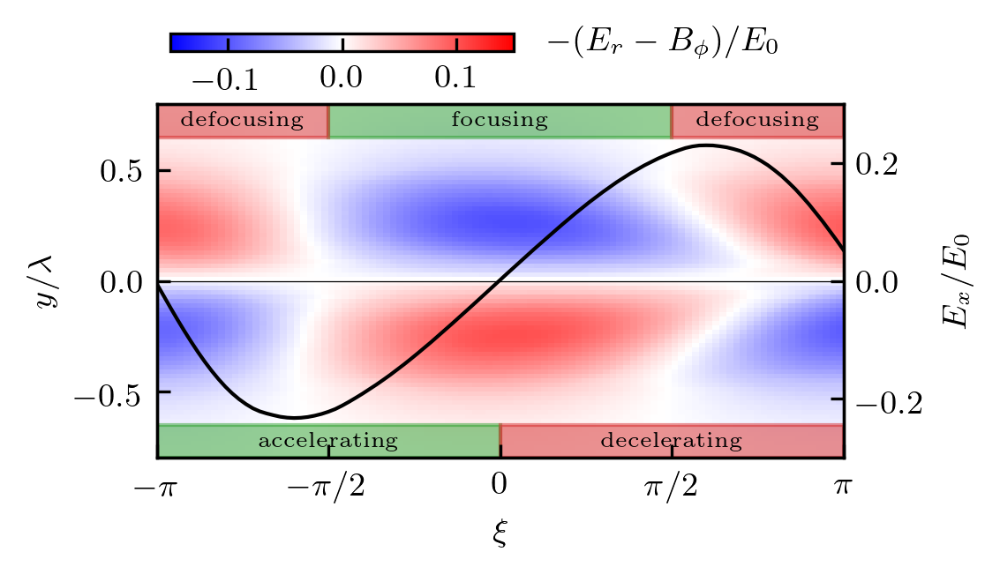 −(E_r − B_ϕ)/E_0
−0.1 0.0 0.1
defocusing focusing defocusing
0.5 0.2
0.0 0.0
−0.5 −0.2
y/λ
E_x/E_0
accelerating decelerating
−π −π/2 0 π/2 π
ξ